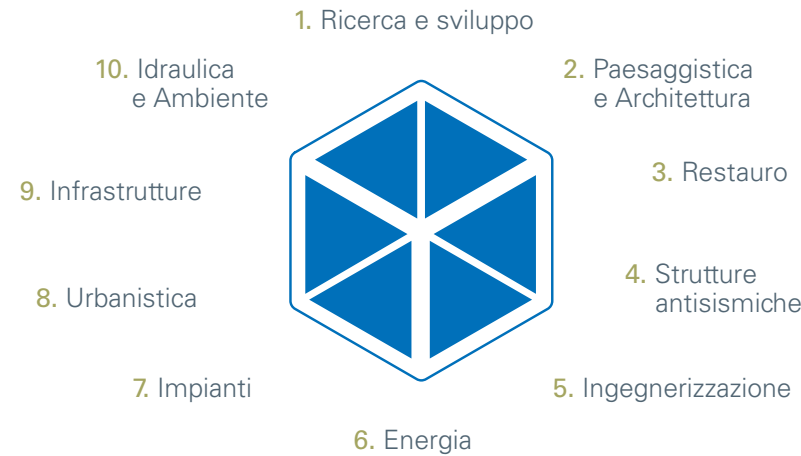 1. Ricerca e sviluppo
2. Paesaggistica
e Architettura
3. Restauro
4. Strutture
antisismiche
5. Ingegnerizzazione
6. Energia
7. Impianti
8. Urbanistica
9. Infrastrutture
10. Idraulica
e Ambiente